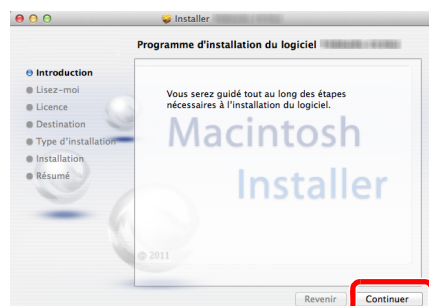 Installer
Programme d'installation du logiciel
Introduction
Lisez-moi
Licence
Destination
Type d'installation
Installation
Résumé
Vous serez guidé tout au long des étapes
nécessaires à l'installation du logiciel.
Macintosh
Installer
© 2011
Revenir
Continuer